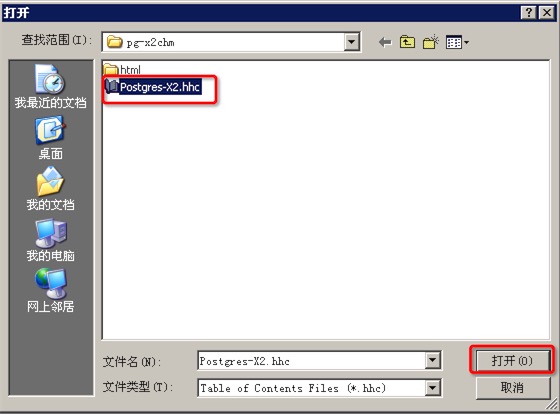 打开
查找范围(I):
pg-x2chm
html
Postgres-X2.hhc
我最近的文档
桌面
我的文档
我的电脑
网上邻居
文件名(N):
Postgres-X2.hhc
打开(O)
文件类型(T):
Table of Contents Files (*.hhc)
取消